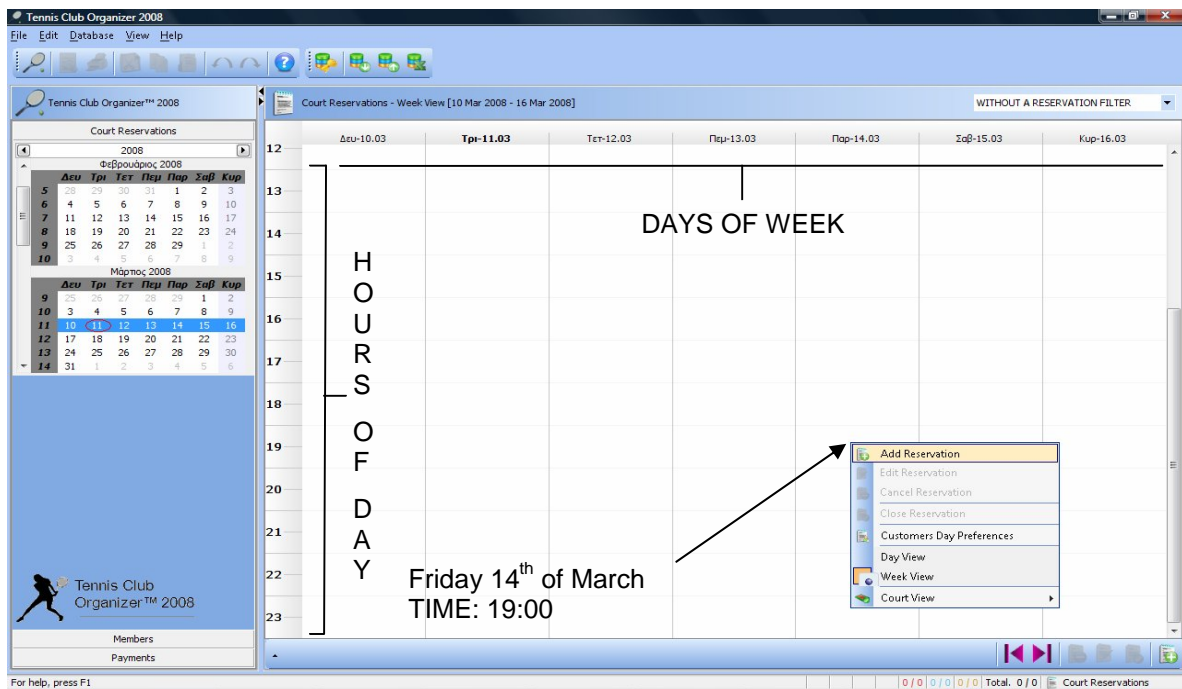 Tennis Club Organizer 2008
File Edit Database View Help
Tennis Club Organizer™ 2008
Court Reservations - Week View [10 Mar 2008 - 16 Mar 2008]
WITHOUT A RESERVATION FILTER
Court Reservations
2008
Φεβρουάριος 2008
Δευ Τρι Τετ Πεμ Παρ Σαβ Κυρ
5 28 29 30 31 1 2 3
6 4 5 6 7 8 9 10
7 11 12 13 14 15 16 17
8 18 19 20 21 22 23 24
9 25 26 27 28 29 1 2
10 3 4 5 6 7 8 9
Μάρτιος 2008
Δευ Τρι Τετ Πεμ Παρ Σαβ Κυρ
9 25 26 27 28 29 1 2
10 3 4 5 6 7 8 9
11 10 11 12 13 14 15 16
12 17 18 19 20 21 22 23
13 24 25 26 27 28 29 30
14 31 1 2 3 4 5 6
Tennis Club
Organizer™ 2008
Members
Payments
Δευ-10.03 Τρι-11.03 Τετ-12.03 Πεμ-13.03 Παρ-14.03 Σαβ-15.03 Κυρ-16.03
12
13
14
15
16
17
18
19
20
21
22
23
DAYS OF WEEK
HOURS OF DAY
Friday 14th of March
TIME: 19:00
Add Reservation
Edit Reservation
Cancel Reservation
Close Reservation
Customers Day Preferences
Day View
Week View
Court View
For help, press F1
0 / 0 0 / 0 0 / 0 Total. 0 / 0 Court Reservations